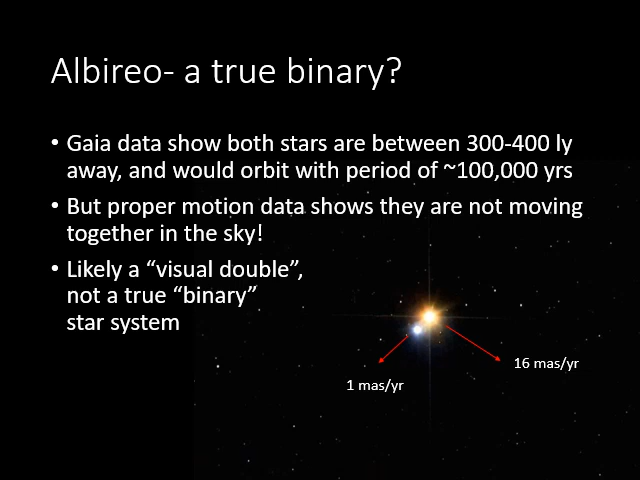 Albireo- a true binary?
• Gaia data show both stars are between 300-400 ly
away, and would orbit with period of ~100,000 yrs
• But proper motion data shows they are not moving
together in the sky!
• Likely a “visual double”,
not a true “binary”
star system
16 mas/yr
1 mas/yr